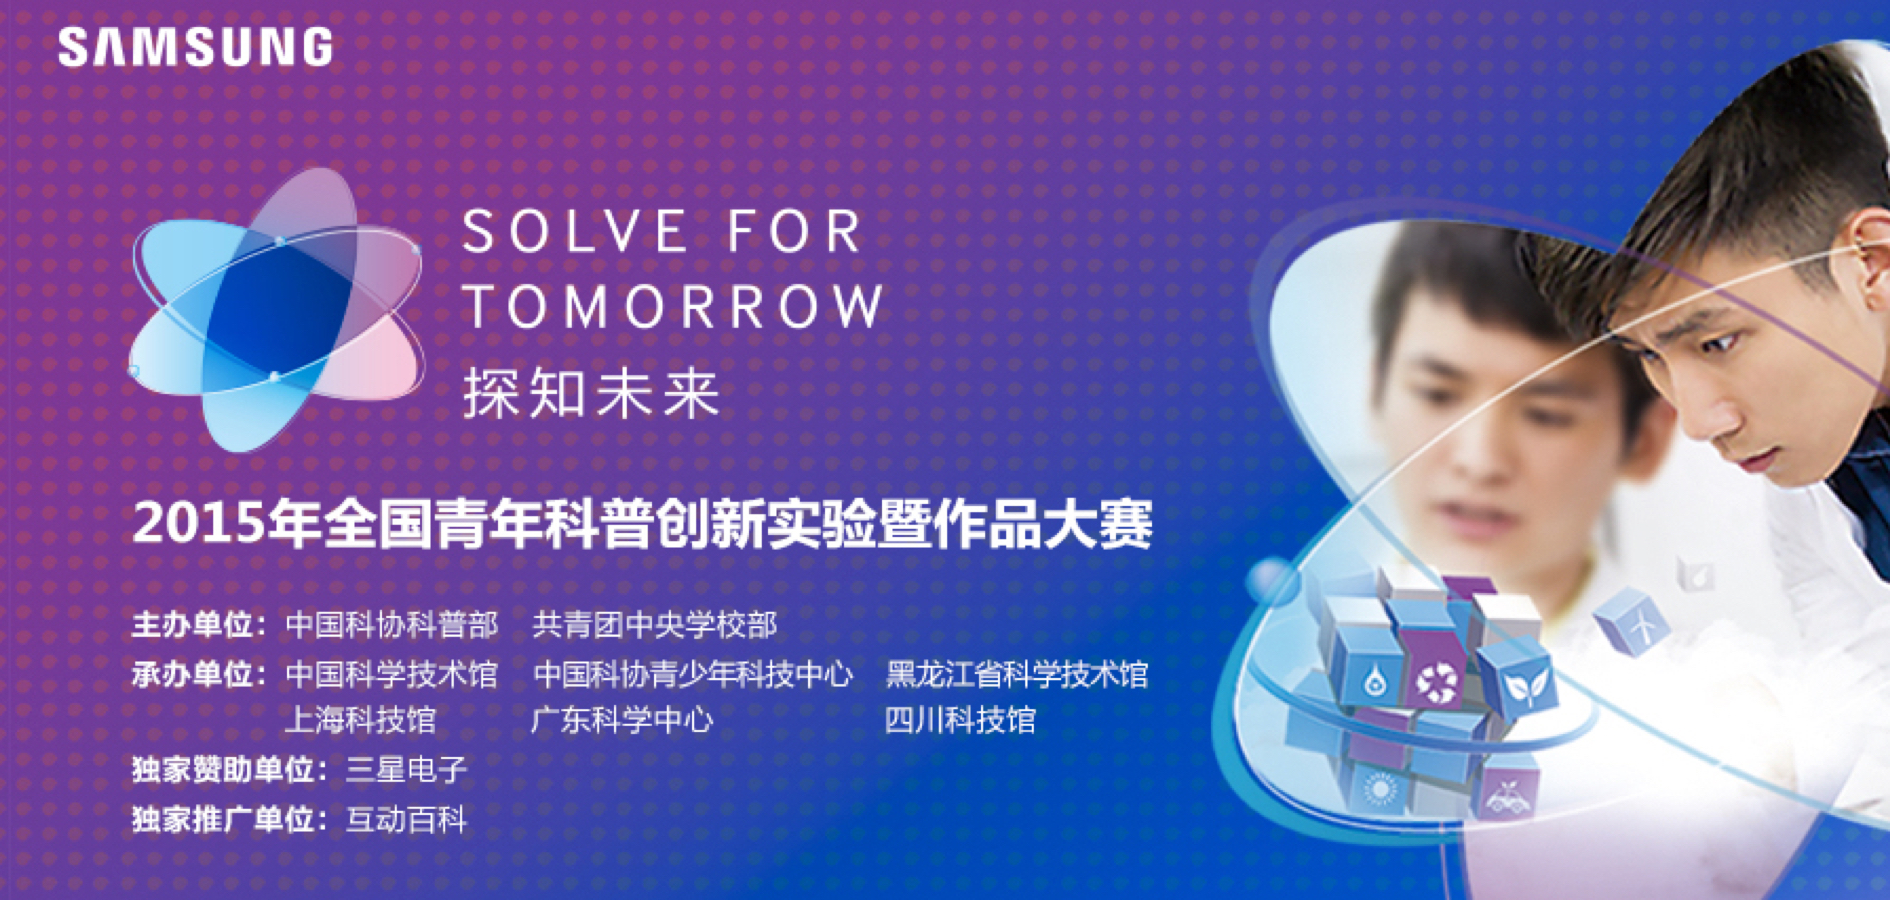 SAMSUNG
SOLVE FOR
TOMORROW
探知未来
2015年全国青年科普创新实验暨作品大赛
主办单位：中国科协科普部 共青团中央学校部
承办单位：中国科学技术馆 中国科协青少年科技中心 黑龙江省科学技术馆
上海科技馆 广东科学中心 四川科技馆
独家赞助单位：三星电子
独家推广单位：互动百科